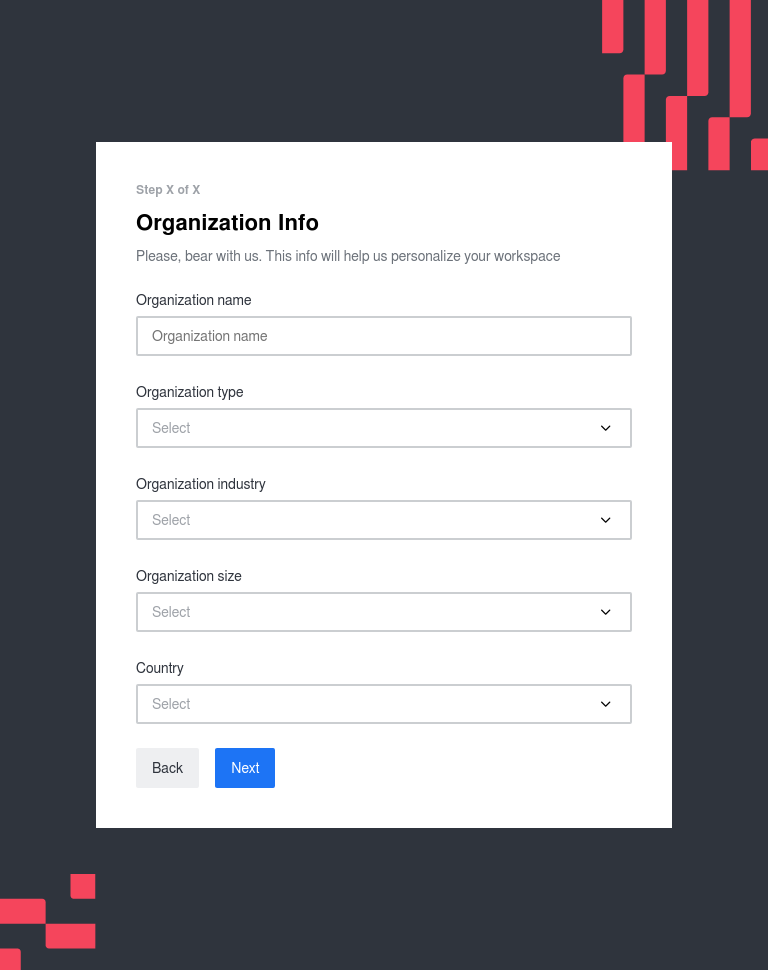 Step X of X
Organization Info
Please, bear with us. This info will help us personalize your workspace
Organization name
Organization name
Organization type
Select
Organization industry
Select
Organization size
Select
Country
Select
Back Next